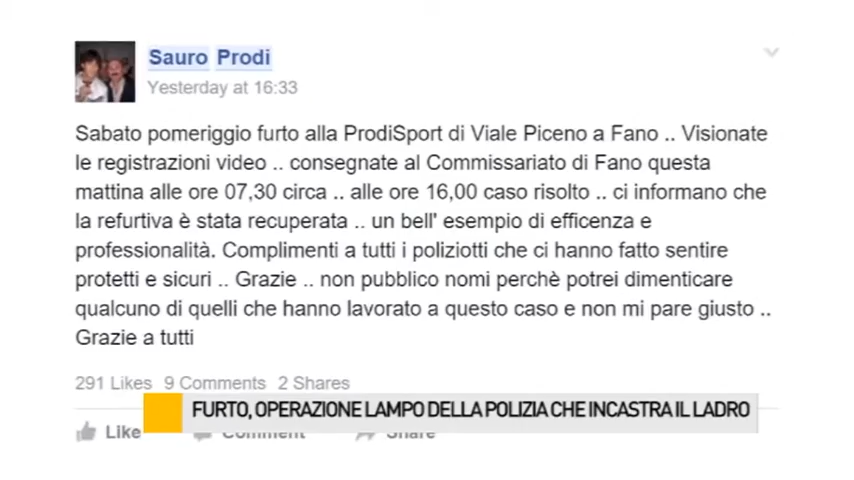 Sauro Prodi
Yesterday at 16:33
Sabato pomeriggio furto alla ProdiSport di Viale Piceno a Fano .. Visionate
le registrazioni video .. consegnate al Commissariato di Fano questa
mattina alle ore 07,30 circa .. alle ore 16,00 caso risolto .. ci informano che
la refurtiva è stata recuperata .. un bell' esempio di efficenza e
professionalità. Complimenti a tutti i poliziotti che ci hanno fatto sentire
protetti e sicuri .. Grazie .. non pubblico nomi perchè potrei dimenticare
qualcuno di quelli che hanno lavorato a questo caso e non mi pare giusto ..
Grazie a tutti
291 Likes 9 Comments 2 Shares
FURTO, OPERAZIONE LAMPO DELLA POLIZIA CHE INCASTRA IL LADRO
Like Comment Share